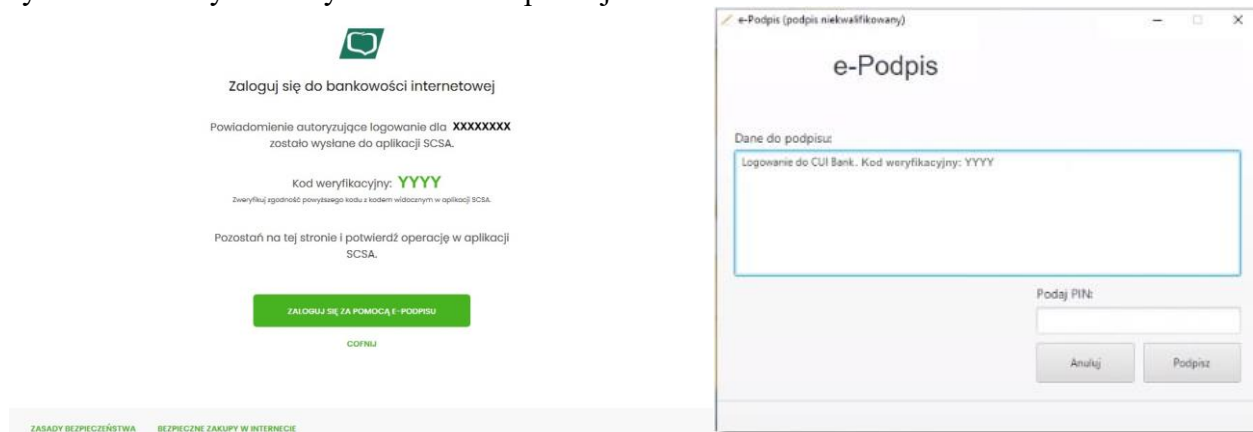 Zaloguj się do bankowości internetowej
Powiadomienie autoryzujące logowanie dla XXXXXXXX
zostało wysłane do aplikacji SCSA.
Kod weryfikacyjny: YYYY
Zweryfikuj zgodność powyższego kodu z kodem widocznym w aplikacji SCSA.
Pozostań na tej stronie i potwierdź operację w aplikacji
SCSA.
ZALOGUJ SIĘ ZA POMOCĄ E-PODPISU
COFNIJ
ZASADY BEZPIECZEŃSTWA BEZPIECZNE ZAKUPY W INTERNECIE
e-Podpis (podpis niekwalifikowany)
e-Podpis
Dane do podpisu:
Logowanie do CUI Bank. Kod weryfikacyjny: YYYY
Podaj PIN:
Anuluj Podpisz